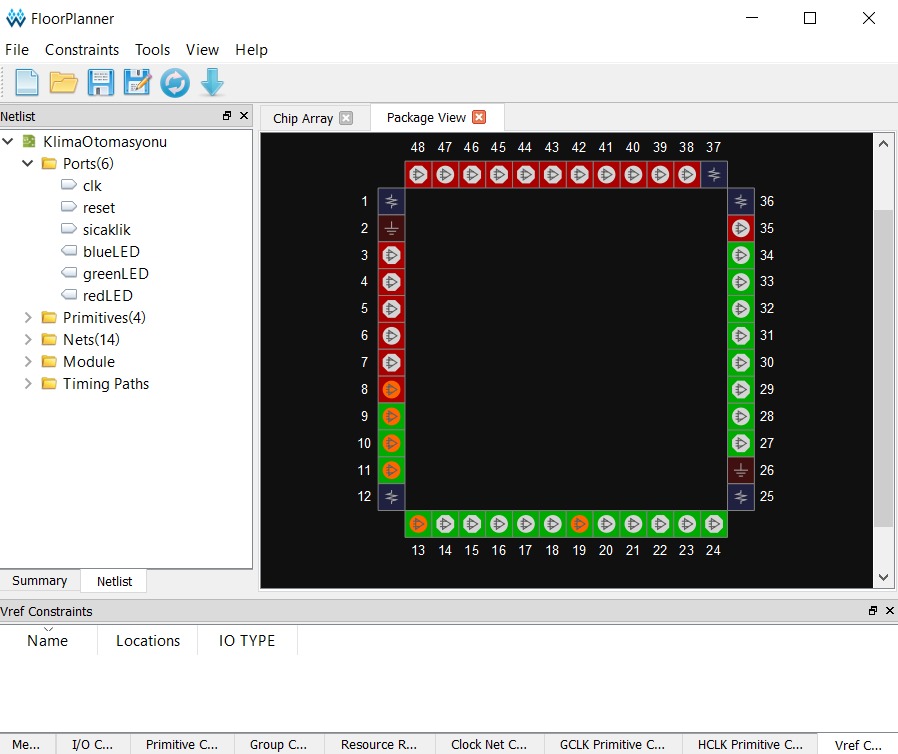 FloorPlanner
File Constraints Tools View Help
Netlist
KlimaOtomasyonu
Ports(6)
clk
reset
sicaklik
blueLED
greenLED
redLED
Primitives(4)
Nets(14)
Module
Timing Paths
Summary Netlist
Chip Array Package View
48 47 46 45 44 43 42 41 40 39 38 37
1 36
2 35
3 34
4 33
5 32
6 31
7 30
8 29
9 28
10 27
11 26
12 25
13 14 15 16 17 18 19 20 21 22 23 24
Vref Constraints
Name Locations IO TYPE
Me... I/O C... Primitive C... Group C... Resource R... Clock Net C... GCLK Primitive C... HCLK Primitive C... Vref C...